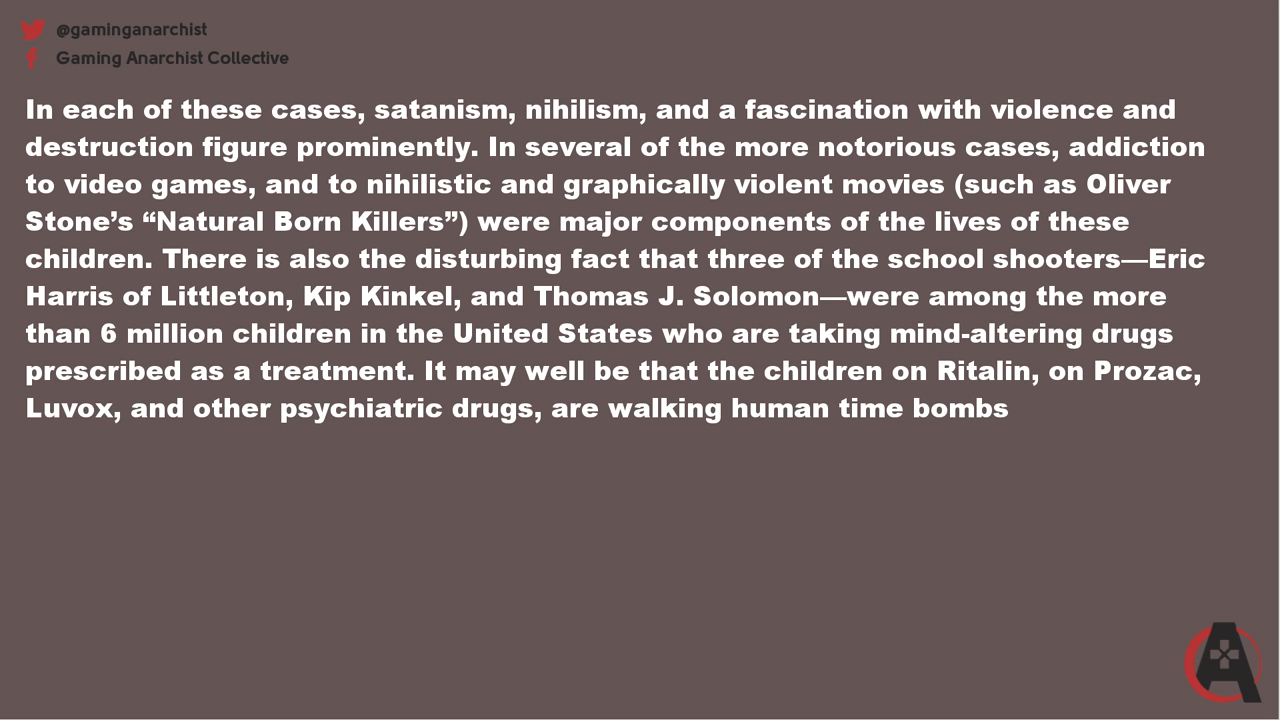 @gaminganarchist
Gaming Anarchist Collective
In each of these cases, satanism, nihilism, and a fascination with violence and
destruction figure prominently. In several of the more notorious cases, addiction
to video games, and to nihilistic and graphically violent movies (such as Oliver
Stone’s “Natural Born Killers”) were major components of the lives of these
children. There is also the disturbing fact that three of the school shooters—Eric
Harris of Littleton, Kip Kinkel, and Thomas J. Solomon—were among the more
than 6 million children in the United States who are taking mind-altering drugs
prescribed as a treatment. It may well be that the children on Ritalin, on Prozac,
Luvox, and other psychiatric drugs, are walking human time bombs